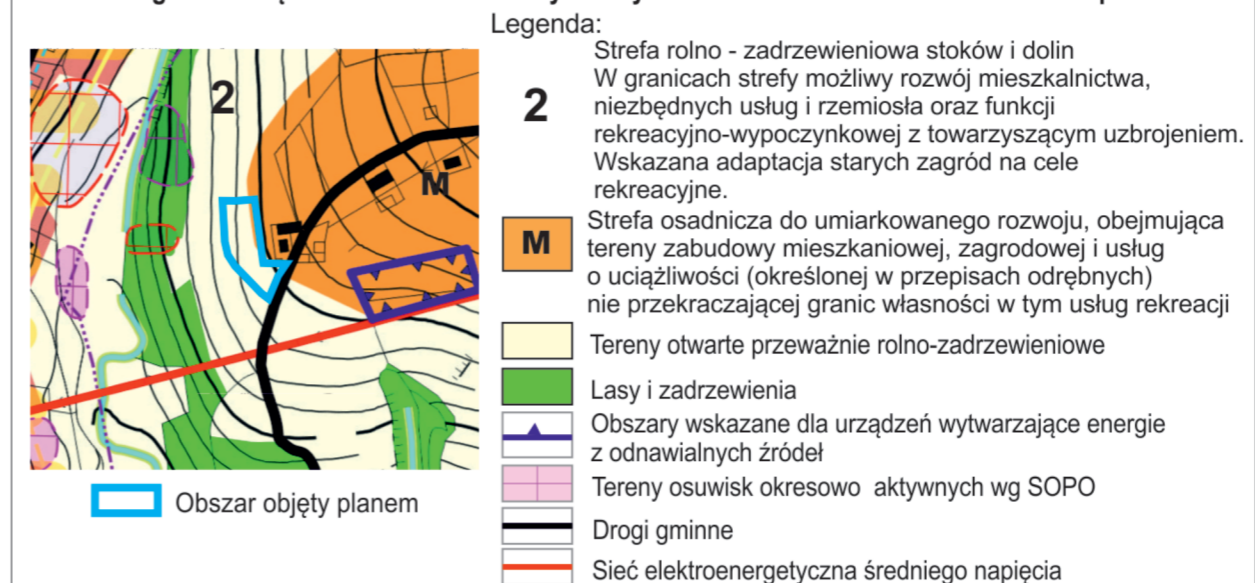 Legenda:
2
Strefa rolno - zadrzewieniowa stoków i dolin
W granicach strefy możliwy rozwój mieszkalnictwa,
niezbędnych usług i rzemiosła oraz funkcji
rekreacyjno-wypoczynkowej z towarzyszącym uzbrojeniem.
Wskazana adaptacja starych zagród na cele
rekreacyjne.
2
M
M
Strefa osadnicza do umiarkowanego rozwoju, obejmująca
tereny zabudowy mieszkaniowej, zagrodowej i usług
o uciążliwości (określonej w przepisach odrębnych)
nie przekraczającej granic własności w tym usług rekreacji
Tereny otwarte przeważnie rolno-zadrzewieniowe
Lasy i zadrzewienia
Obszary wskazane dla urządzeń wytwarzające energie
z odnawialnych źródeł
Tereny osuwisk okresowo aktywnych wg SOPO
Drogi gminne
Sieć elektroenergetyczna średniego napięcia
Obszar objęty planem